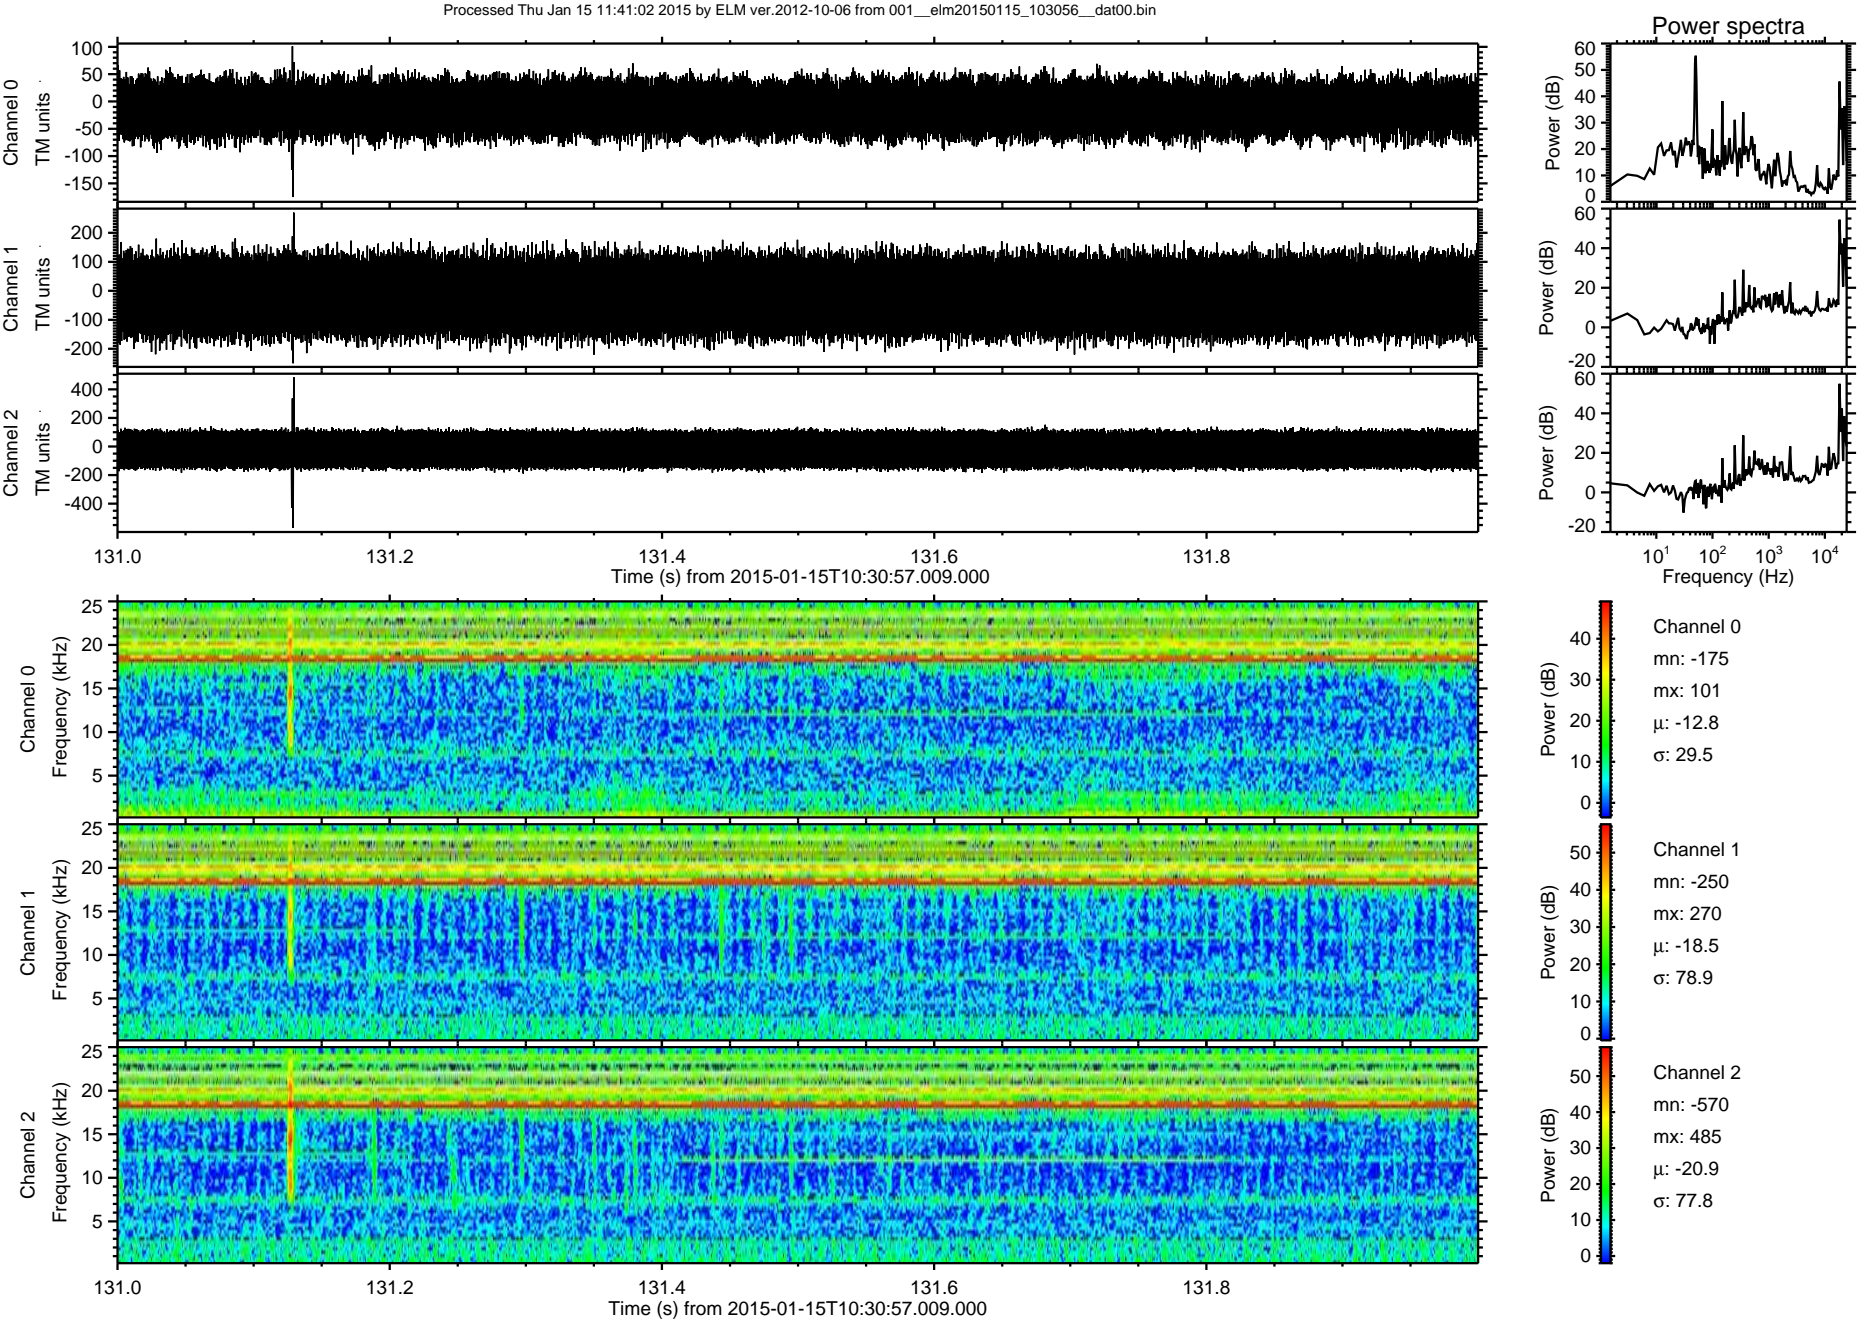 Processed Thu Jan 15 11:41:02 2015 by ELM ver.2012-10-06 from 001__elm20150115_103056__dat00.bin
Power spectra
Channel 0
TM units
100
50
0
-50
-100
-150
Power (dB)
60
50
40
30
20
10
0
Channel 1
TM units
200
100
0
-100
-200
Power (dB)
60
40
20
0
-20
Channel 2
TM units
400
200
0
-200
-400
Power (dB)
60
40
20
0
-20
131.0 131.2 131.4 131.6 131.8
Time (s) from 2015-01-15T10:30:57.009.000
10¹ 10² 10³ 10⁴
Frequency (Hz)
Channel 0
Frequency (kHz)
25
20
15
10
5
Power (dB)
40
30
20
10
0
Channel 0
mn: -175
mx: 101
μ: -12.8
σ: 29.5
Channel 1
Frequency (kHz)
25
20
15
10
5
Power (dB)
50
40
30
20
10
0
Channel 1
mn: -250
mx: 270
μ: -18.5
σ: 78.9
Channel 2
Frequency (kHz)
25
20
15
10
5
Power (dB)
50
40
30
20
10
0
Channel 2
mn: -570
mx: 485
μ: -20.9
σ: 77.8
131.0 131.2 131.4 131.6 131.8
Time (s) from 2015-01-15T10:30:57.009.000